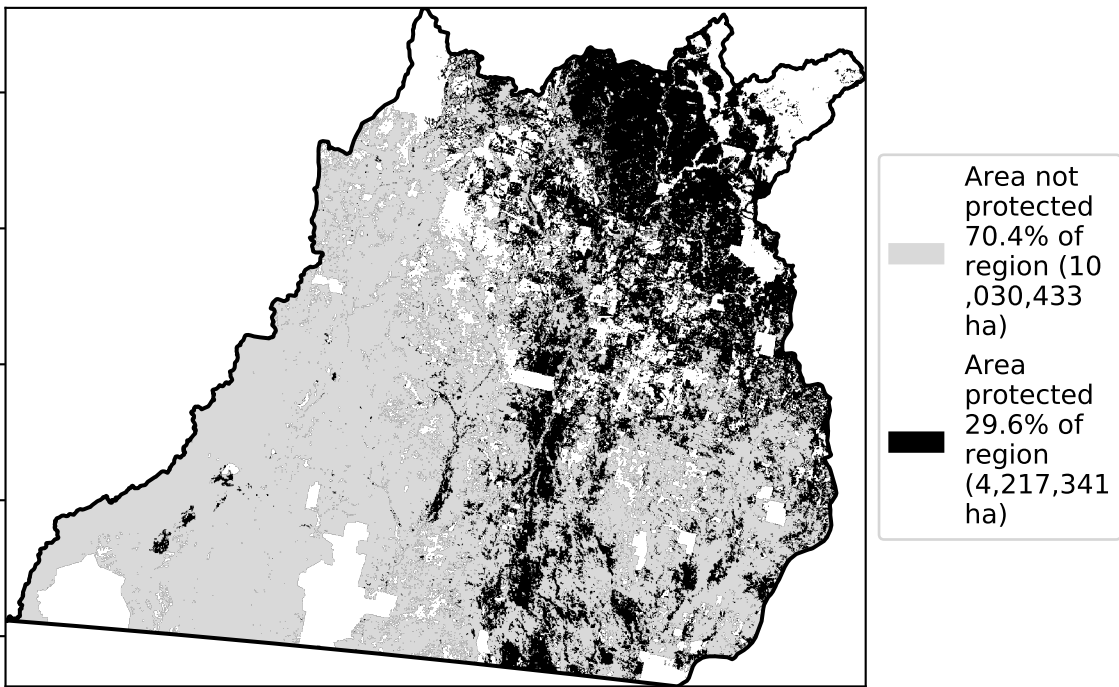 Area not
protected
70.4% of
region (10
,030,433
ha)
Area
protected
29.6% of
region
(4,217,341
ha)